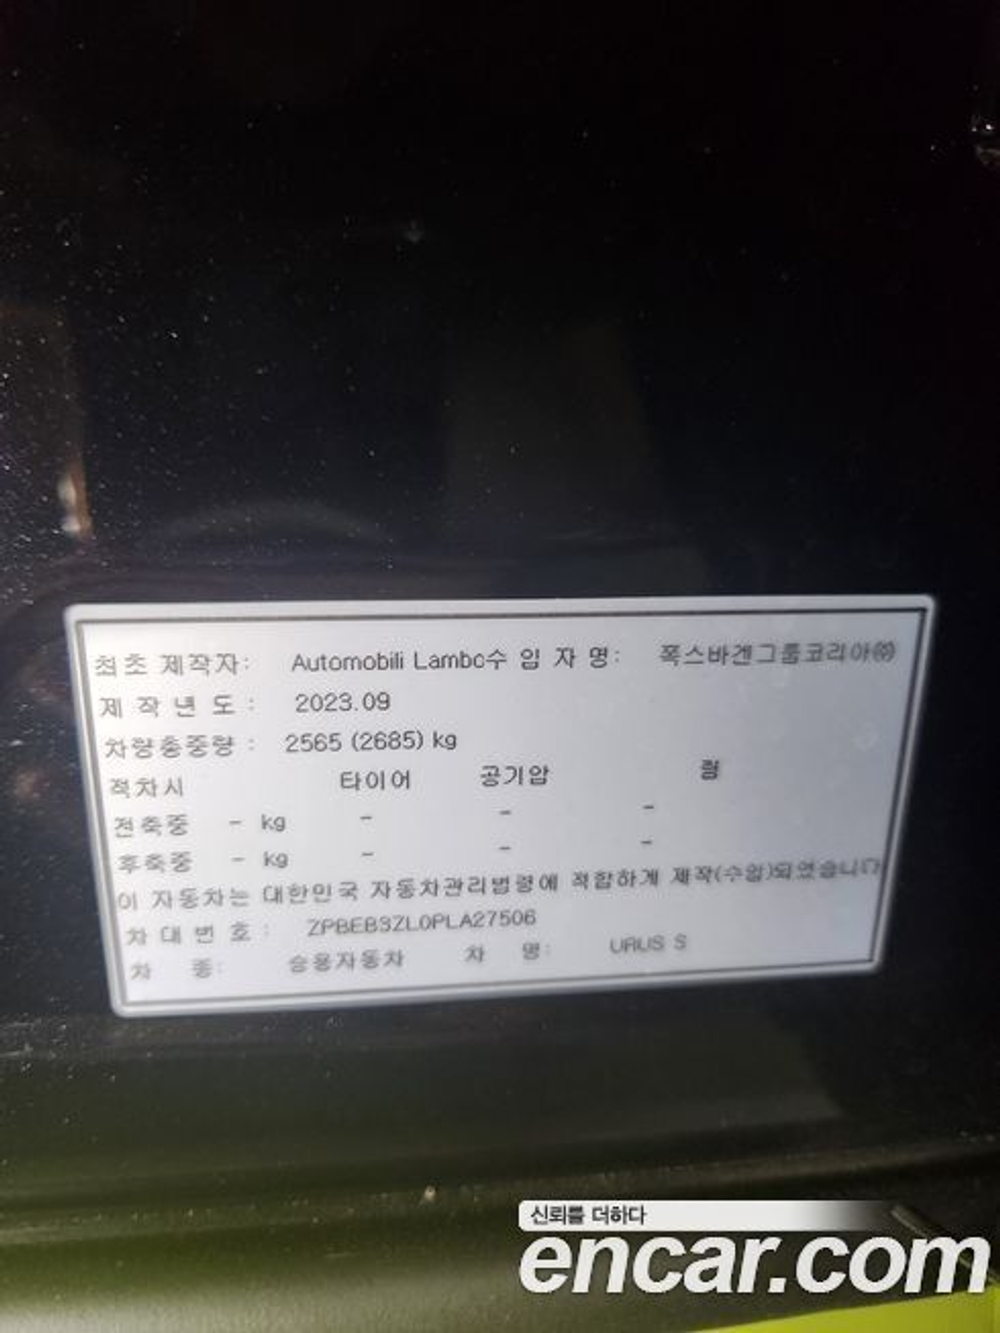 최초 제작자: Automobili Lambo수 입 자 명: 폭스바겐그룹코리아㈜
제 작 년 도 : 2023.09
차량총중량 : 2565 (2685) kg
적차시 타이어 공기압 림
전축중 - kg - - -
후축중 - kg - - -
이 자동차는 대한민국 자동차관리법령에 적합하게 제작(수입)되었습니다
차 대 번 호 : ZPBEB3ZL0PLA27506
차 종: 승용자동차 차 명: URUS S
신뢰를 더하다
encar.com